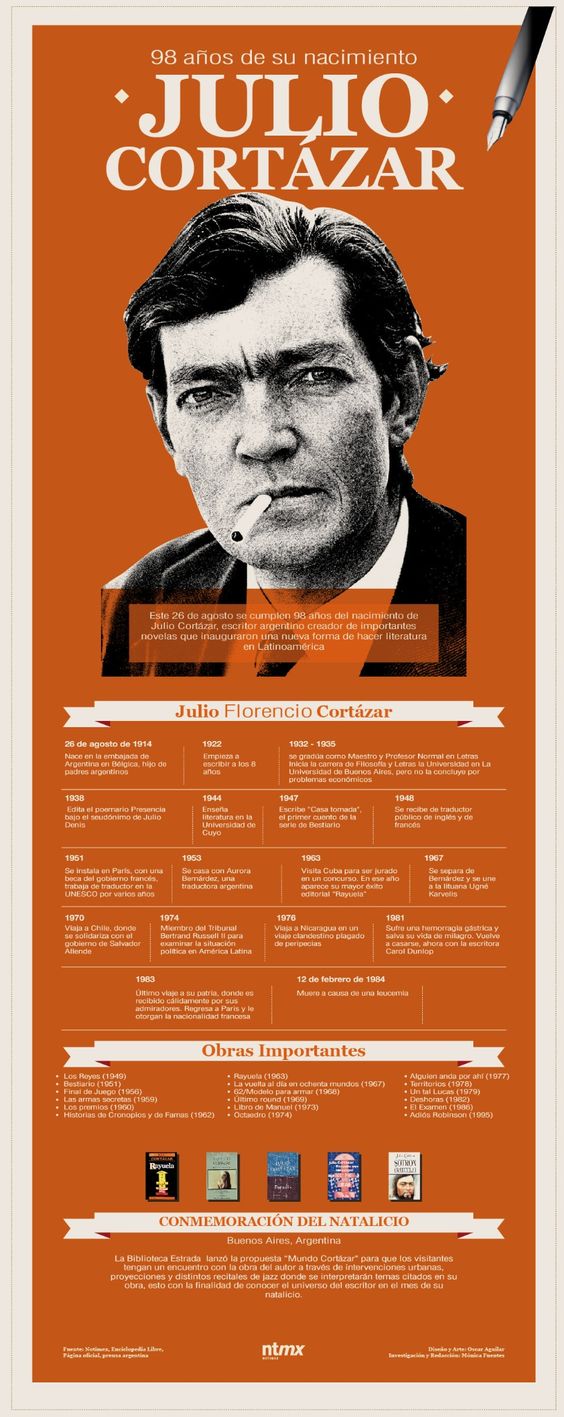 98 años de su nacimiento
JULIO
CORTÁZAR
Este 26 de agosto se cumplen 98 años del nacimiento de
Julio Cortázar, escritor argentino creador de importantes
novelas que inauguraron una nueva forma de hacer literatura
en Latinoamérica
Julio Florencio Cortázar
26 de agosto de 1914
Nace en la embajada de
Argentina en Bélgica, hijo de
padres argentinos
1922
Empieza a
escribir a los 8
años
1932 - 1935
se gradúa como Maestro y Profesor Normal en Letras
Inicia la carrera de Filosofía y Letras la Universidad en La
Universidad de Buenos Aires, pero no la concluye por
problemas económicos
1938
Edita el poemario Presencia
bajo el seudónimo de Julio
Denis
1944
Enseña
literatura en la
Universidad de
Cuyo
1947
Escribe "Casa tomada",
el primer cuento de la
serie de Bestiario
1948
Se recibe de traductor
público de inglés y de
francés
1951
Se instala en París, con una
beca del gobierno francés,
trabaja de traductor en la
UNESCO por varios años
1953
Se casa con Aurora
Bernárdez, una
traductora argentina
1963
Visita Cuba para ser jurado
en un concurso. En ese año
aparece su mayor éxito
editorial "Rayuela"
1967
Se separa de
Bernárdez y se une
a la lituana Ugné
Karvelis
1970
Viaja a Chile, donde
se solidariza con el
gobierno de Salvador
Allende
1974
Miembro del Tribunal
Bertrand Russell II para
examinar la situación
política en América Latina
1976
Viaja a Nicaragua en un
viaje clandestino plagado
de peripecias
1981
Sufre una hemorragia gástrica y
salva su vida de milagro. Vuelve
a casarse, ahora con la escritora
Carol Dunlop
1983
Último viaje a su patria, donde es
recibido cálidamente por sus
admiradores. Regresa a París y le
otorgan la nacionalidad francesa
12 de febrero de 1984
Muere a causa de una leucemia
Obras Importantes
• Los Reyes (1949)
• Bestiario (1951)
• Final de Juego (1956)
• Las armas secretas (1959)
• Los premios (1960)
• Historias de Cronopios y de Famas (1962)
• Rayuela (1963)
• La vuelta al día en ochenta mundos (1967)
• 62/Modelo para armar (1968)
• Último round (1969)
• Libro de Manuel (1973)
• Octaedro (1974)
• Alguien anda por ahí (1977)
• Territorios (1978)
• Un tal Lucas (1979)
• Deshoras (1982)
• El Examen (1986)
• Adiós Robinson (1995)
Rayuela
CONMEMORACIÓN DEL NATALICIO
Buenos Aires, Argentina
La Biblioteca Estrada lanzó la propuesta "Mundo Cortázar" para que los visitantes
tengan un encuentro con la obra del autor a través de intervenciones urbanas,
proyecciones y distintos recitales de jazz donde se interpretarán temas citados en su
obra, esto con la finalidad de conocer el universo del escritor en el mes de su
natalicio.
Fuente: Notimex, Enciclopedia Libre,
Página oficial, prensa argentina
ntmx
NOTIMEX
Diseño y Arte: Oscar Aguilar
Investigación y Redacción: Mónica Fuentes